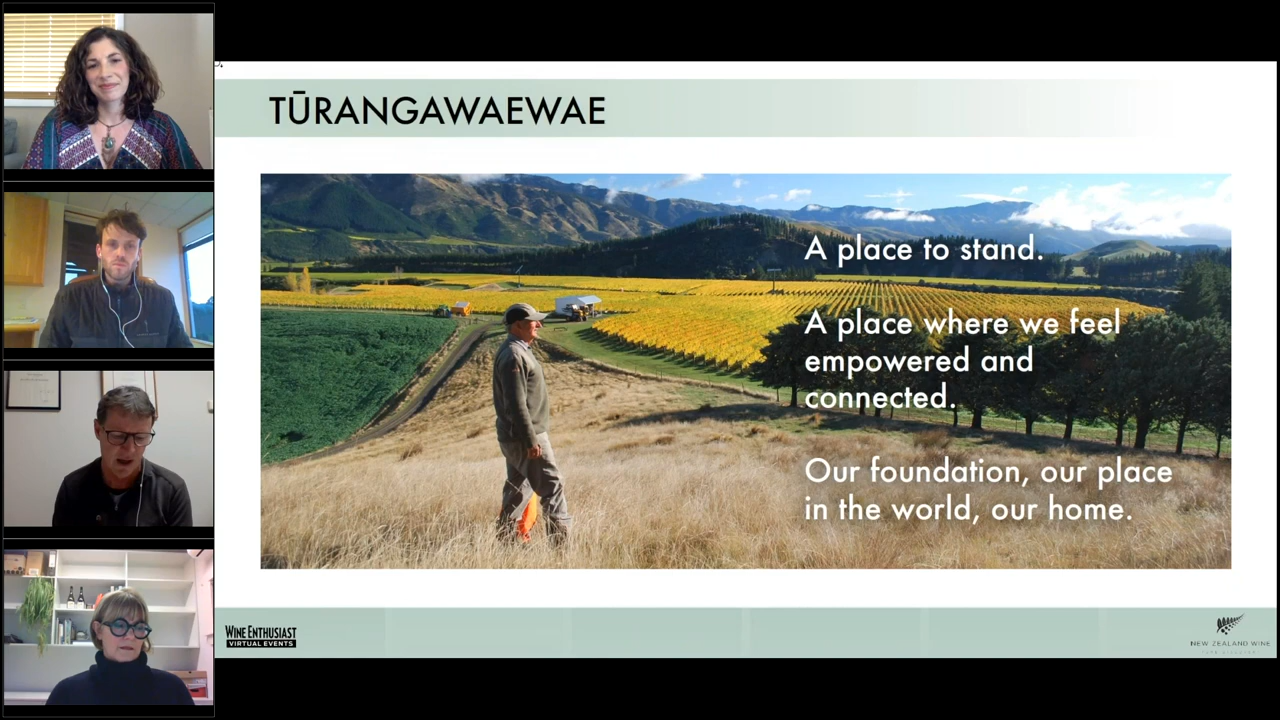 TŪRANGAWAEWAE
A place to stand.
A place where we feel
empowered and
connected.
Our foundation, our place
in the world, our home.
WINE ENTHUSIAST
VIRTUAL EVENTS
NEW ZEALAND WINE